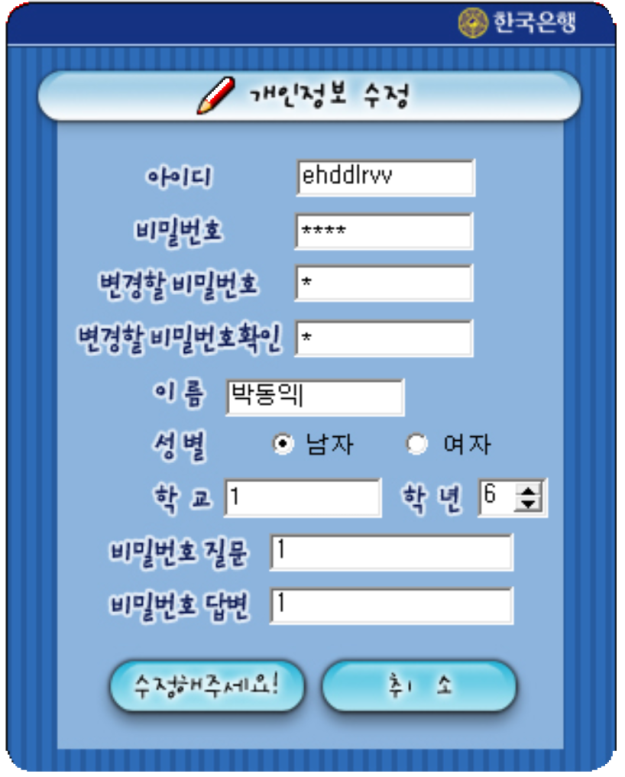 한국은행
개인정보 수정
아이디 ehddlrvv
비밀번호 ****
변경할 비밀번호 *
변경할 비밀번호확인 *
이름 박동익
성별 남자 여자
학교 1 학년 6
비밀번호 질문 1
비밀번호 답변 1
수정해주세요! 취소